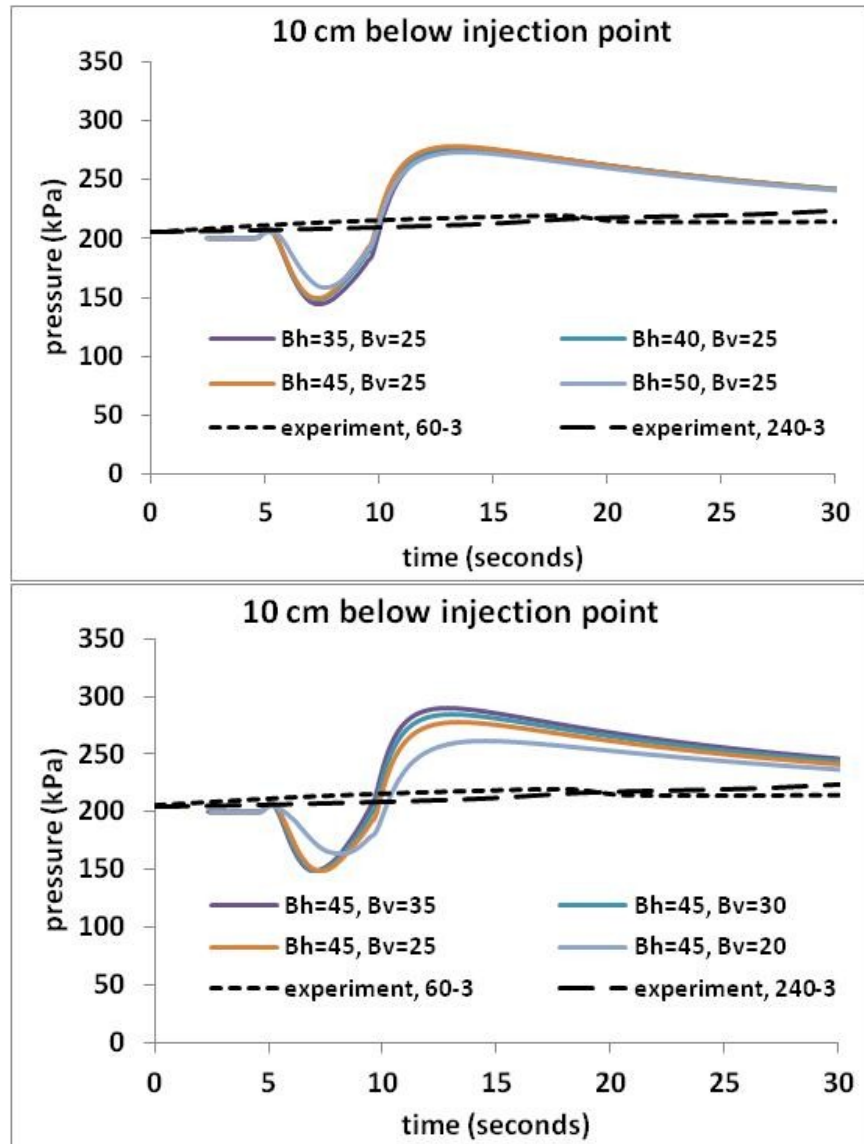 10 cm below injection point
350
300
250
200
150
100
50
0
pressure (kPa)
Bh=35, Bv=25 Bh=40, Bv=25
Bh=45, Bv=25 Bh=50, Bv=25
experiment, 60-3 experiment, 240-3
0 5 10 15 20 25 30
time (seconds)
10 cm below injection point
350
300
250
200
150
100
50
0
pressure (kPa)
Bh=45, Bv=35 Bh=45, Bv=30
Bh=45, Bv=25 Bh=45, Bv=20
experiment, 60-3 experiment, 240-3
0 5 10 15 20 25 30
time (seconds)